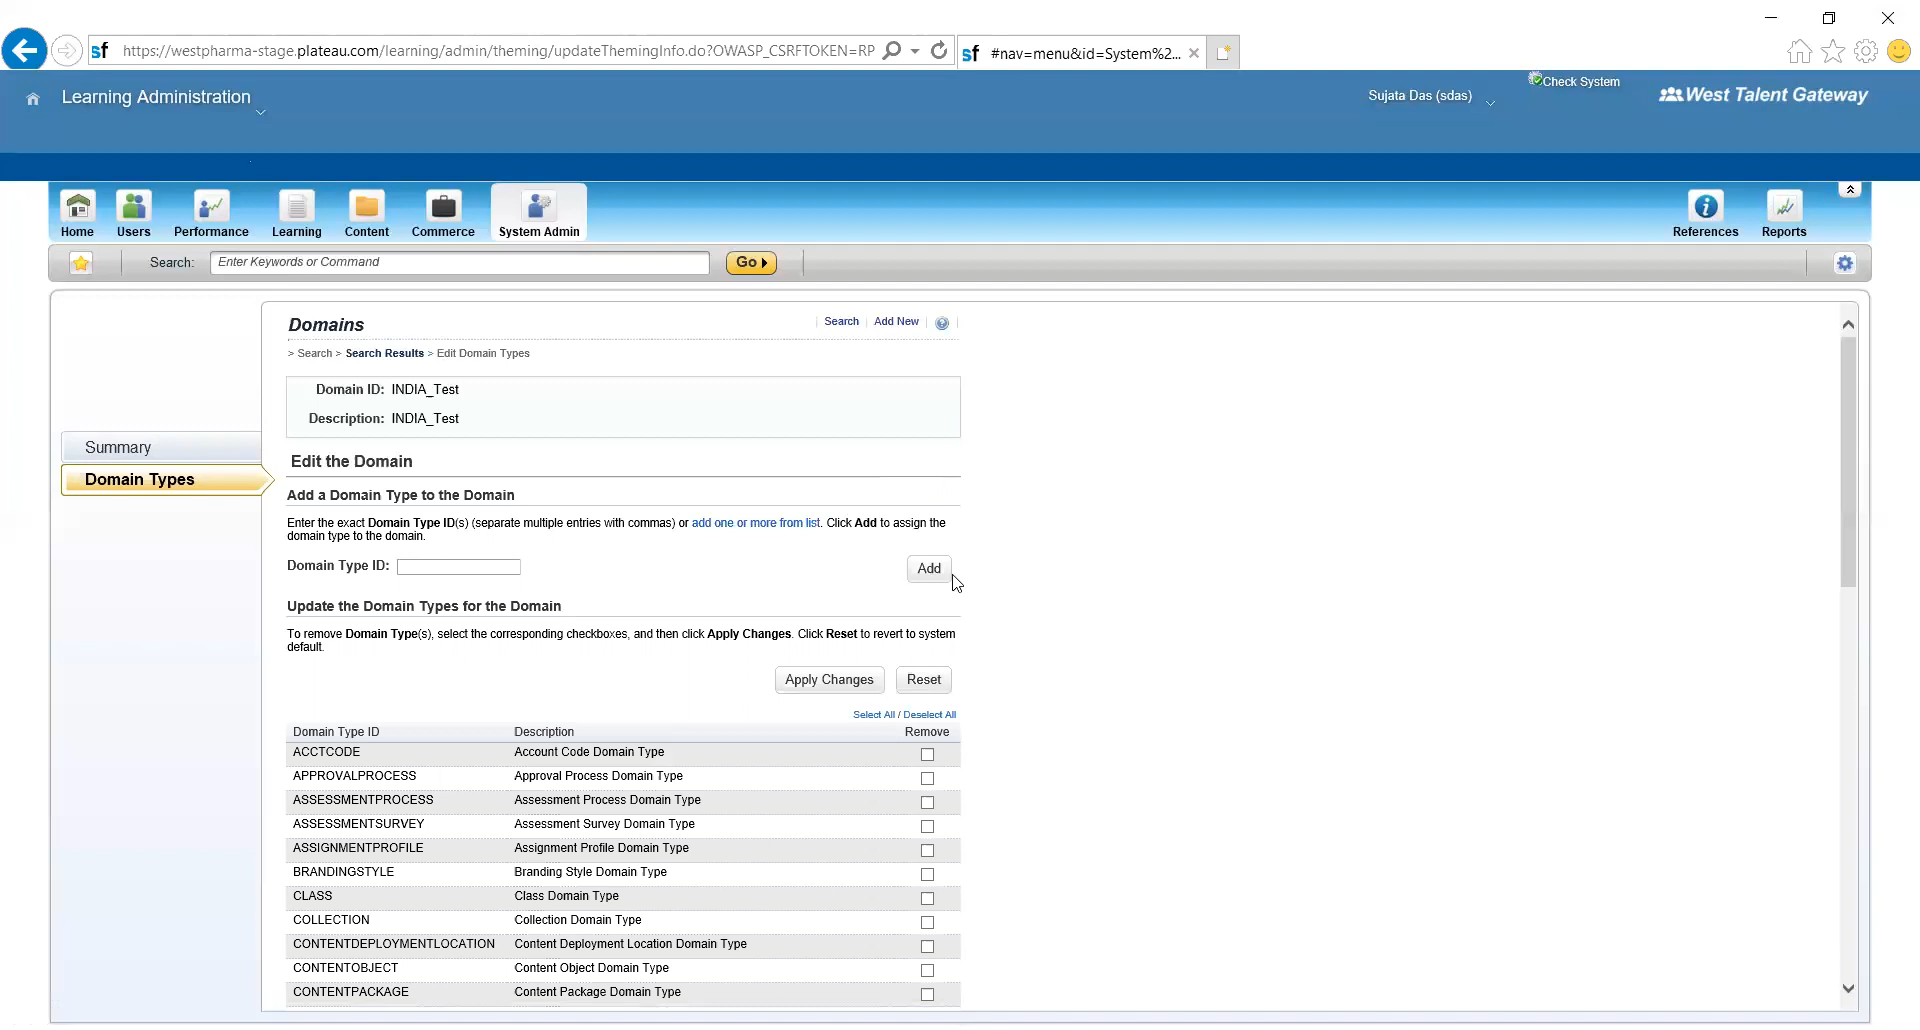 sf https://westpharma-stage.plateau.com/learning/admin/theming/updateThemingInfo.do?OWASP_CSRFTOKEN=RP
sf #nav=menu&id=System%2...
Learning Administration
Sujata Das (sdas)
Check System
West Talent Gateway
Home
Users
Performance
Learning
Content
Commerce
System Admin
References
Reports
Search: Enter Keywords or Command Go
Summary
Domain Types
Domains
Search
Add New
> Search > Search Results > Edit Domain Types
Domain ID: INDIA_Test
Description: INDIA_Test
Edit the Domain
Add a Domain Type to the Domain
Enter the exact Domain Type ID(s) (separate multiple entries with commas) or add one or more from list. Click Add to assign the
domain type to the domain.
Domain Type ID:
Add
Update the Domain Types for the Domain
To remove Domain Type(s), select the corresponding checkboxes, and then click Apply Changes. Click Reset to revert to system
default.
Apply Changes
Reset
Select All / Deselect All
Domain Type ID Description Remove
ACCTCODE Account Code Domain Type
APPROVALPROCESS Approval Process Domain Type
ASSESSMENTPROCESS Assessment Process Domain Type
ASSESSMENTSURVEY Assessment Survey Domain Type
ASSIGNMENTPROFILE Assignment Profile Domain Type
BRANDINGSTYLE Branding Style Domain Type
CLASS Class Domain Type
COLLECTION Collection Domain Type
CONTENTDEPLOYMENTLOCATION Content Deployment Location Domain Type
CONTENTOBJECT Content Object Domain Type
CONTENTPACKAGE Content Package Domain Type